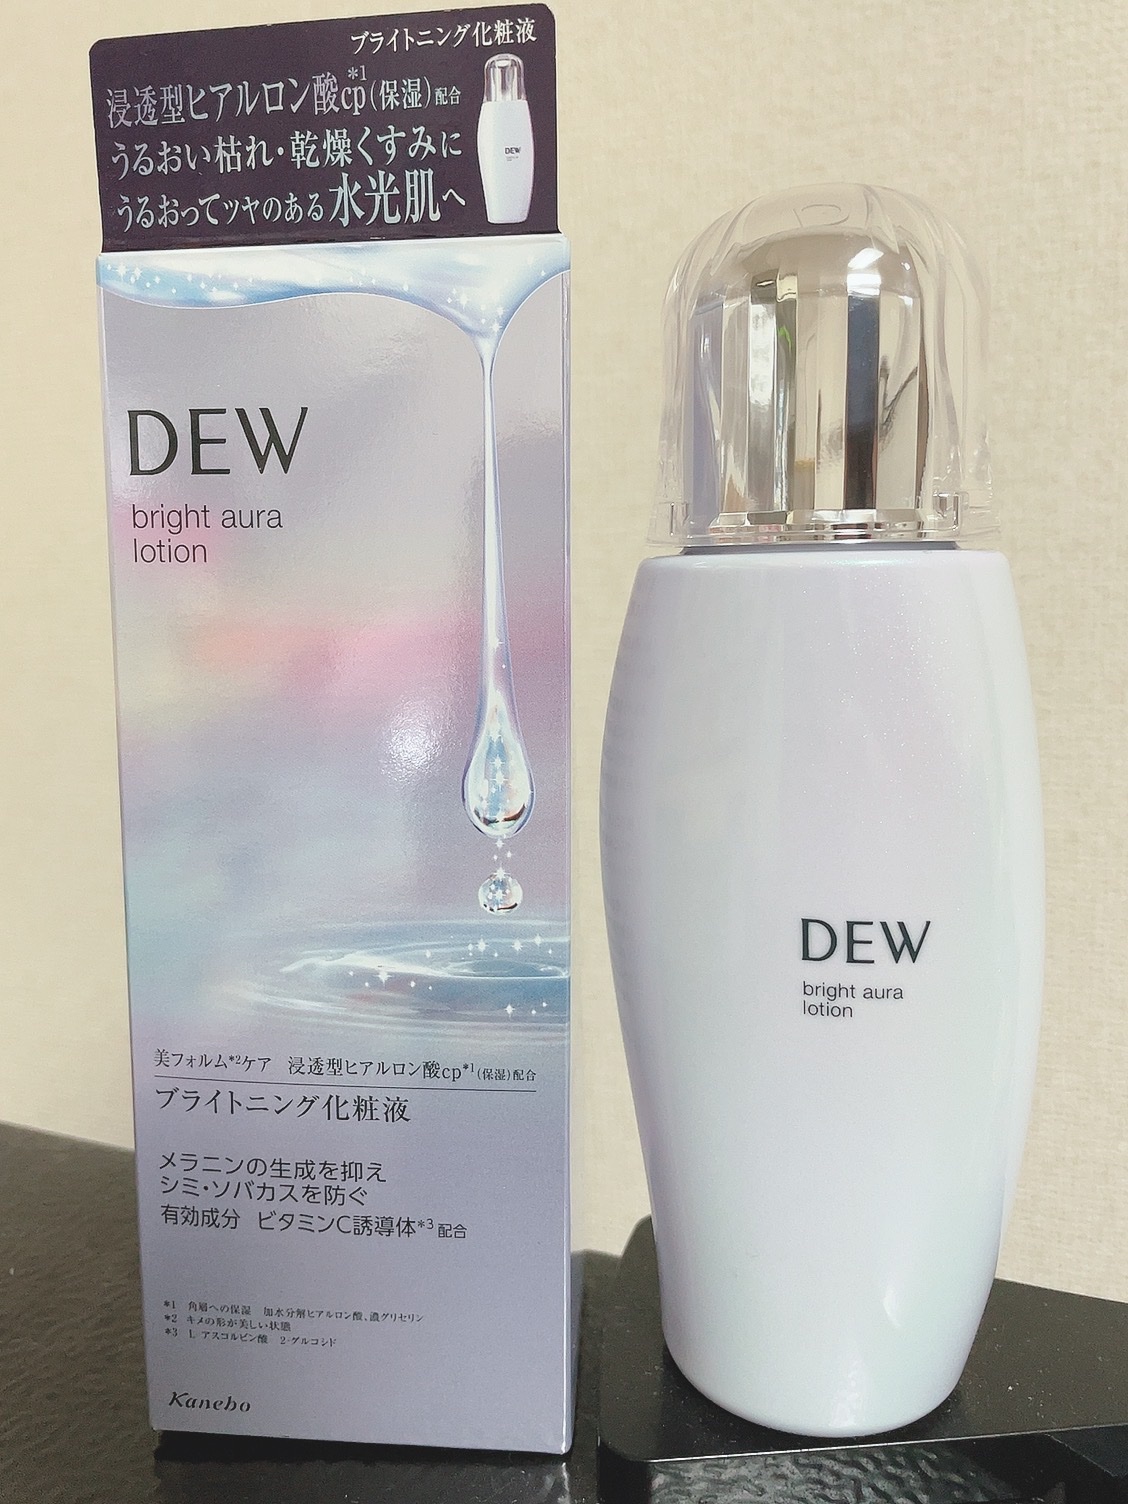 ブライトニング化粧液
浸透型ヒアルロン酸cp*1(保湿)配合
うるおい枯れ・乾燥くすみに
うるおってツヤのある水光肌へ
DEW
DEW
bright aura
lotion
美フォルム*2ケア 浸透型ヒアルロン酸cp*1(保湿)配合
ブライトニング化粧液
メラニンの生成を抑え
シミ・ソバカスを防ぐ
有効成分 ビタミンC誘導体*3配合
*1 角層への保湿 加水分解ヒアルロン酸、濃グリセリン
*2 キメの形が美しい状態
*3 L-アスコルビン酸 2-グルコシド
Kanebo
DEW
bright aura
lotion